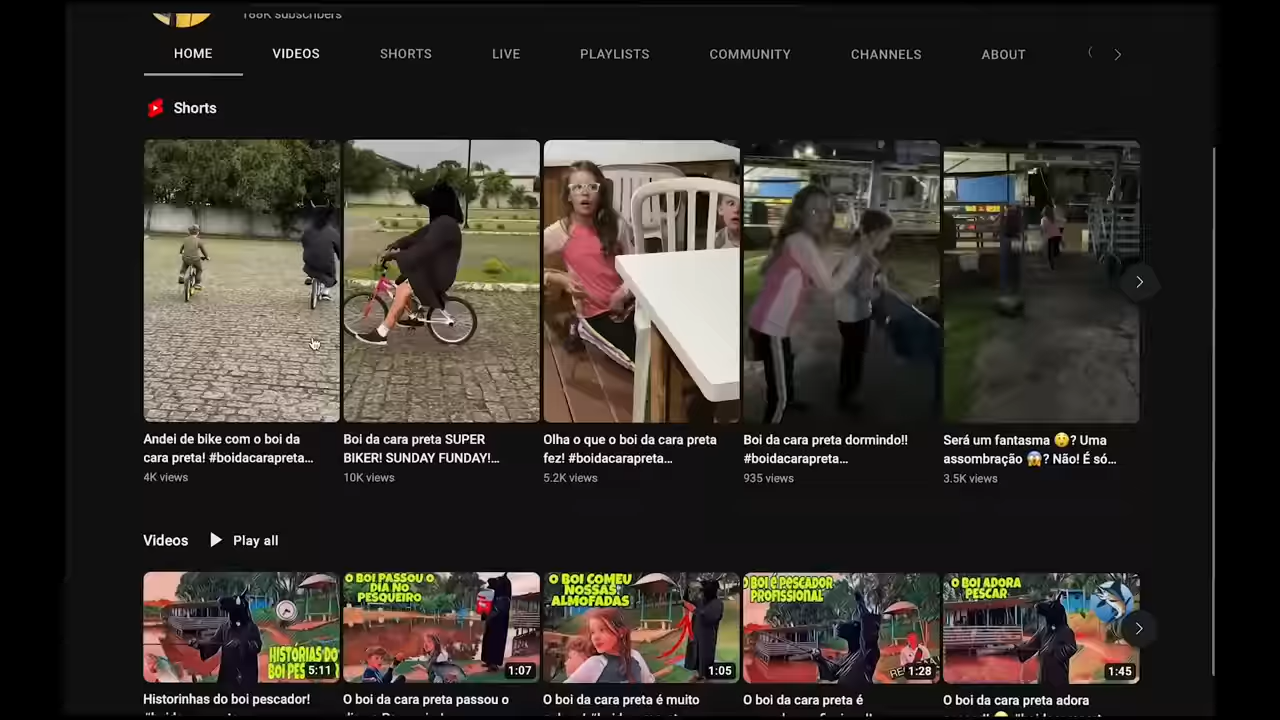 188K subscribers
HOME VIDEOS SHORTS LIVE PLAYLISTS COMMUNITY CHANNELS ABOUT
Shorts
Andei de bike com o boi da
cara preta! #boidacarapreta...
4K views
Boi da cara preta SUPER
BIKER! SUNDAY FUNDAY!...
10K views
Olha o que o boi da cara preta
fez! #boidacarapreta...
5.2K views
Boi da cara preta dormindo!!
#boidacarapreta...
935 views
Será um fantasma 😲? Uma
assombração 😱? Não! É só...
3.5K views
Videos Play all
HISTÓRIAS DO
BOI PES
5:11
Historinhas do boi pescador!
O BOI PASSOU O
DIA NO
PESQUEIRO
1:07
O boi da cara preta passou o
O BOI COMEU
NOSSAS
ALMOFADAS
1:05
O boi da cara preta é muito
O BOI É PESCADOR
PROFISSIONAL
1:28
O boi da cara preta é
O BOI ADORA
PESCAR
1:45
O boi da cara preta adora